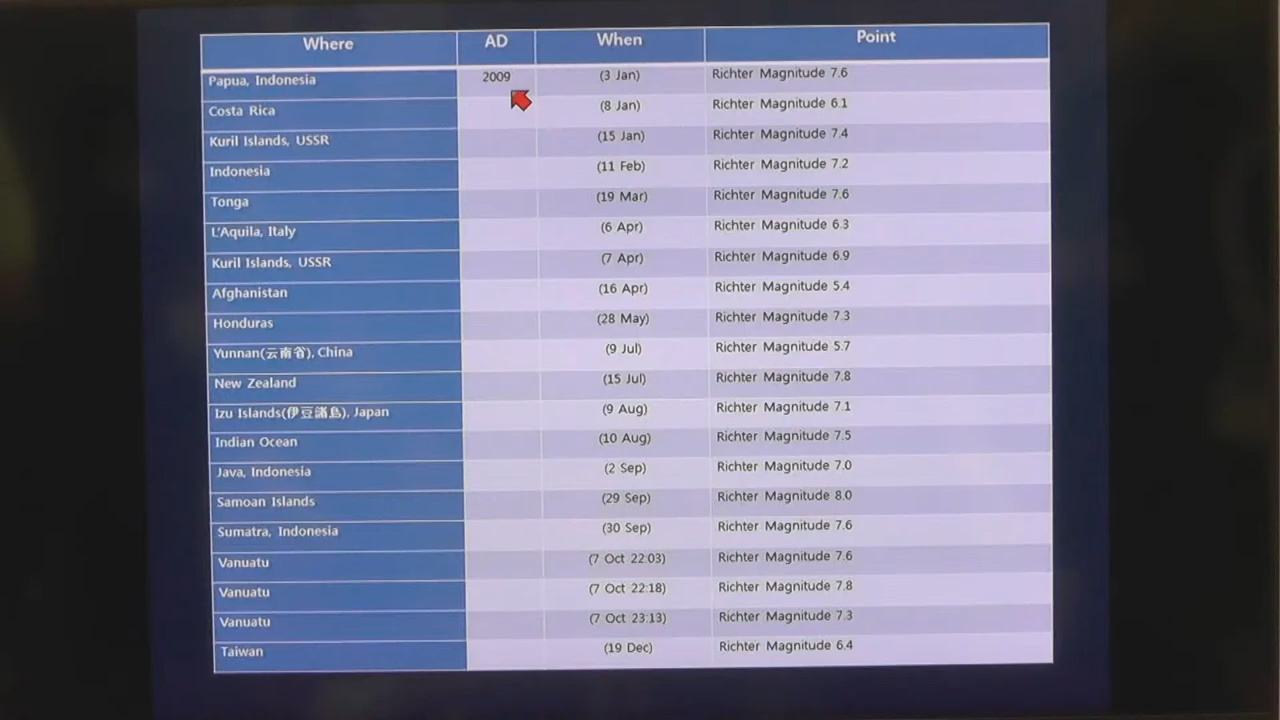 Where AD When Point
Papua, Indonesia 2009 (3 Jan) Richter Magnitude 7.6
Costa Rica (8 Jan) Richter Magnitude 6.1
Kuril Islands, USSR (15 Jan) Richter Magnitude 7.4
Indonesia (11 Feb) Richter Magnitude 7.2
Tonga (19 Mar) Richter Magnitude 7.6
L'Aquila, Italy (6 Apr) Richter Magnitude 6.3
Kuril Islands, USSR (7 Apr) Richter Magnitude 6.9
Afghanistan (16 Apr) Richter Magnitude 5.4
Honduras (28 May) Richter Magnitude 7.3
Yunnan(云南省), China (9 Jul) Richter Magnitude 5.7
New Zealand (15 Jul) Richter Magnitude 7.8
Izu Islands(伊豆諸島), Japan (9 Aug) Richter Magnitude 7.1
Indian Ocean (10 Aug) Richter Magnitude 7.5
Java, Indonesia (2 Sep) Richter Magnitude 7.0
Samoan Islands (29 Sep) Richter Magnitude 8.0
Sumatra, Indonesia (30 Sep) Richter Magnitude 7.6
Vanuatu (7 Oct 22:03) Richter Magnitude 7.6
Vanuatu (7 Oct 22:18) Richter Magnitude 7.8
Vanuatu (7 Oct 23:13) Richter Magnitude 7.3
Taiwan (19 Dec) Richter Magnitude 6.4